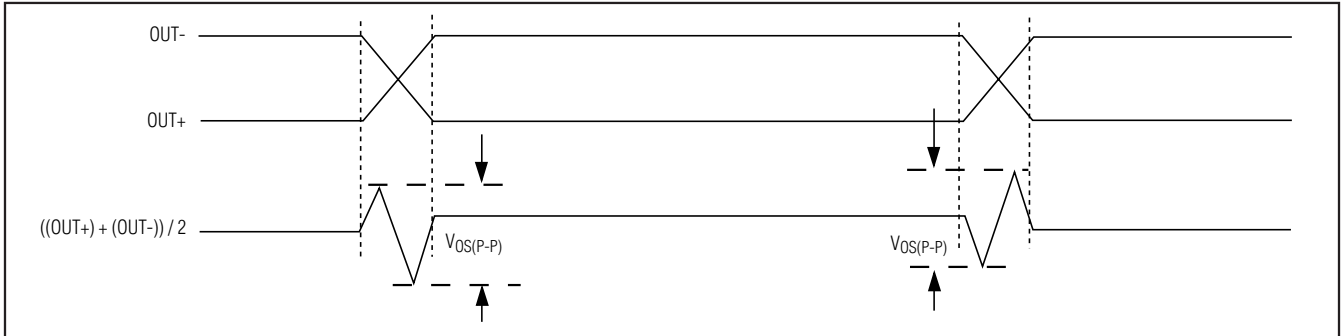 OUT-
OUT+
((OUT+) + (OUT-)) / 2
VOS(P-P)
VOS(P-P)